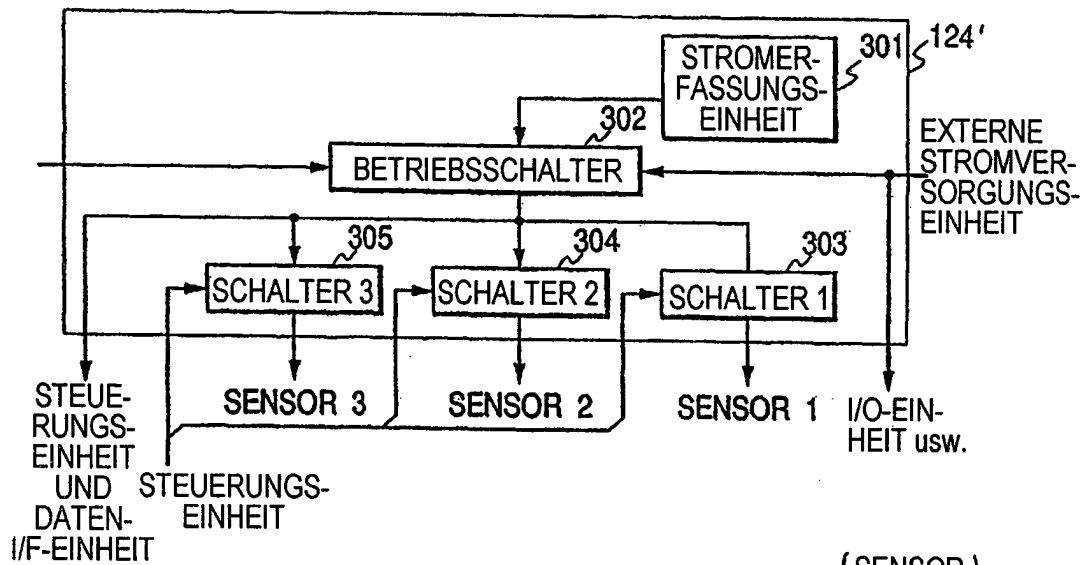 124'
STROMER-
FASSUNGS-
EINHEIT
301
302
BETRIEBSSCHALTER
EXTERNE
STROMVER-
SORGUNGS-
EINHEIT
305
SCHALTER 3
304
SCHALTER 2
303
SCHALTER 1
STEUE-
RUNGS-
EINHEIT
UND
DATEN-
I/F-EINHEIT
STEUERUNGS-
EINHEIT
SENSOR 3
SENSOR 2
SENSOR 1
I/O-EIN-
HEIT usw.
(SENSOR)